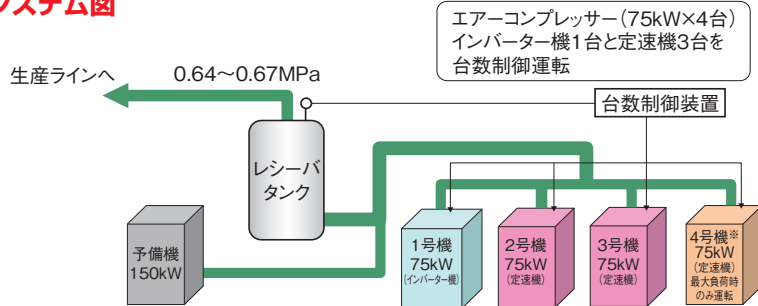 システム図
エアーコンプレッサー（75kW×4台）
インバーター機1台と定速機3台を
台数制御運転
生産ラインへ
0.64～0.67MPa
台数制御装置
レシーバ
タンク
予備機
150kW
1号機
75kW
(インバーター機)
2号機
75kW
(定速機)
3号機
75kW
(定速機)
4号機※
75kW
(定速機)
最大負荷時
のみ運転